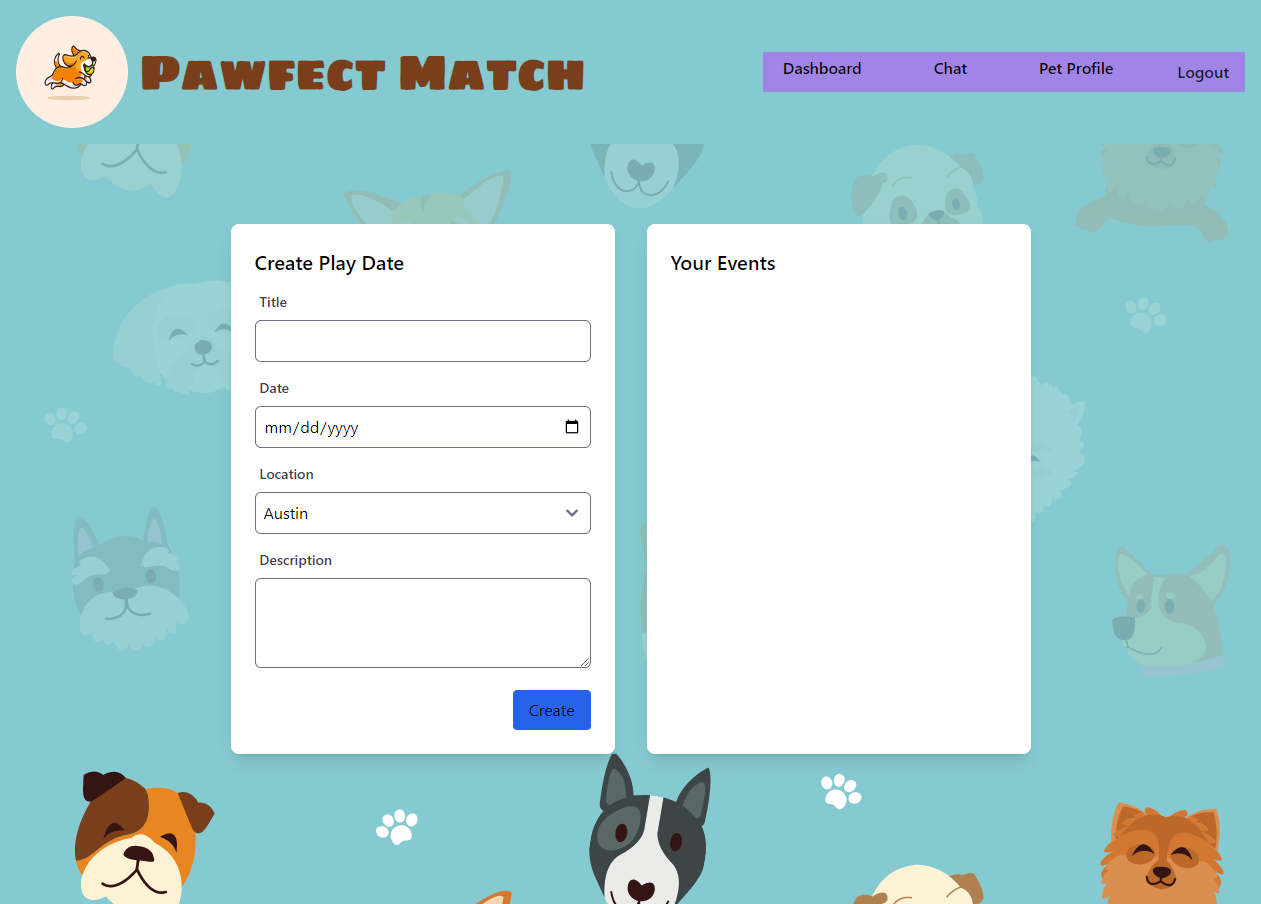 Pawfect Match
Dashboard
Chat
Pet Profile
Logout
Create Play Date
Title
Date
mm/dd/yyyy
Location
Austin
Description
Create
Your Events